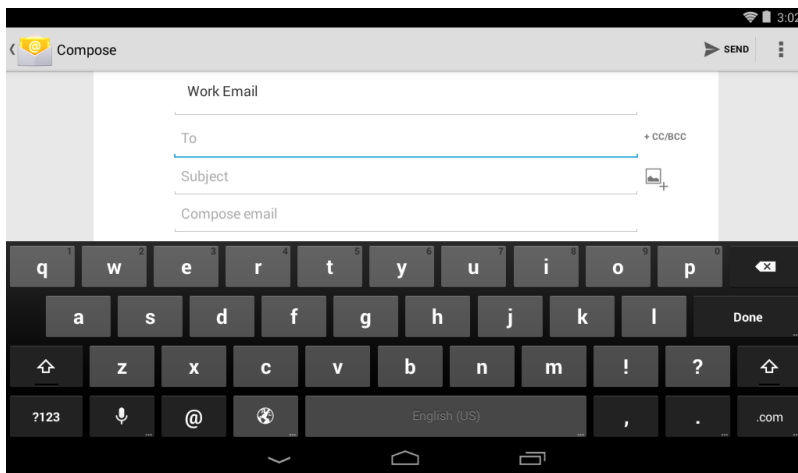 3:02
Compose
SEND
Work Email
To
+ CC/BCC
Subject
Compose email
1 2 3 4 5 6 7 8 9 0
q w e r t y u i o p
a s d f g h j k l Done
z x c v b n m ! ?
?123 @ English (US) , . .com